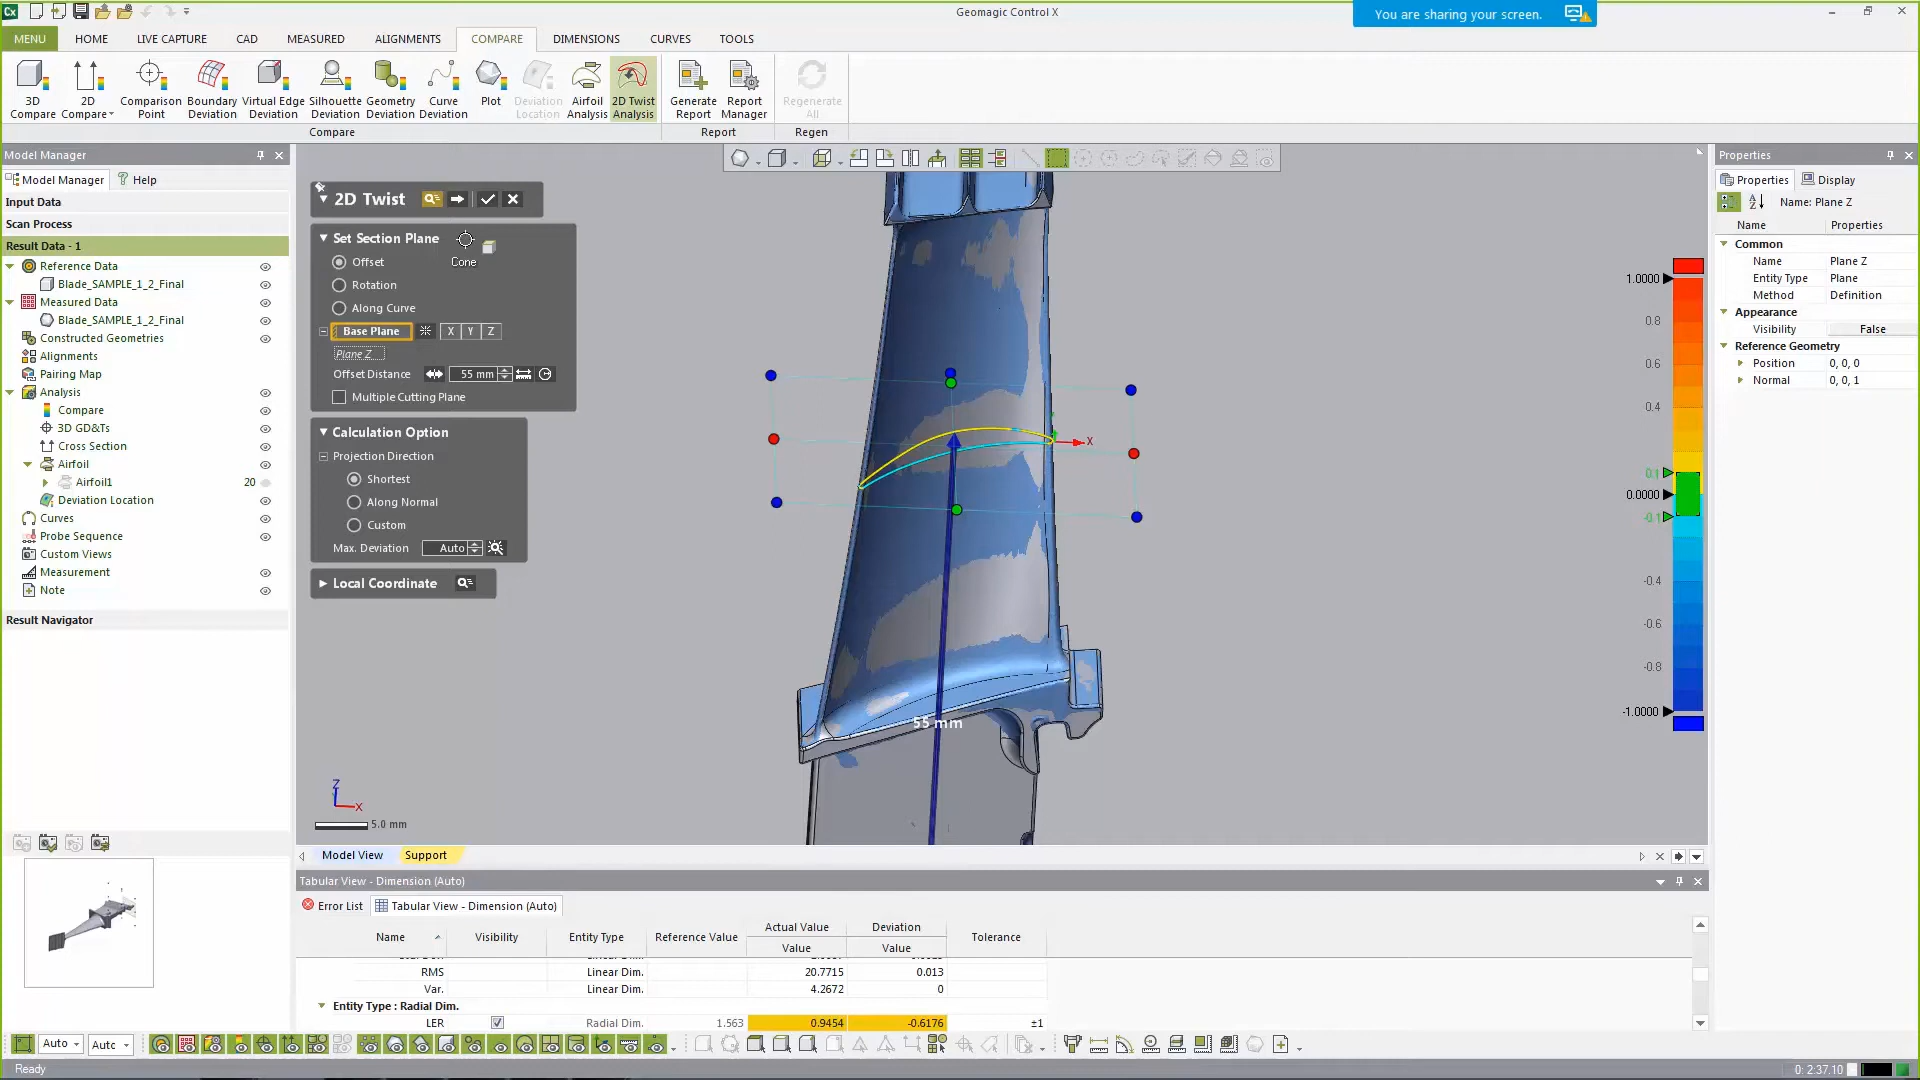 Cx
Geomagic Control X
You are sharing your screen.
MENU HOME LIVE CAPTURE CAD MEASURED ALIGNMENTS COMPARE DIMENSIONS CURVES TOOLS
3D Compare
2D Compare
Comparison Point
Boundary Deviation
Virtual Edge Deviation
Silhouette Deviation
Geometry Deviation
Curve Deviation
Plot
Deviation Location
Airfoil Analysis
2D Twist Analysis
Generate Report
Report Manager
Regenerate All
Compare Report Regen
Model Manager
Model Manager Help
Input Data
Scan Process
Result Data - 1
Reference Data
Blade_SAMPLE_1_2_Final
Measured Data
Blade_SAMPLE_1_2_Final
Constructed Geometries
Alignments
Pairing Map
Analysis
Compare
3D GD&Ts
Cross Section
Airfoil
Airfoil1 20
Deviation Location
Curves
Probe Sequence
Custom Views
Measurement
Note
Result Navigator
2D Twist
Set Section Plane
Offset
Cone
Rotation
Along Curve
Base Plane X Y Z
Plane Z
Offset Distance 55 mm
Multiple Cutting Plane
Calculation Option
Projection Direction
Shortest
Along Normal
Custom
Max. Deviation Auto
Local Coordinate
X
55 mm
Z
X
5.0 mm
1.0000
0.8
0.6
0.4
0.1
0.0000
-0.1
-0.4
-0.6
-0.8
-1.0000
Properties
Properties Display
Name: Plane Z
Name Properties
Common
Name Plane Z
Entity Type Plane
Method Definition
Appearance
Visibility False
Reference Geometry
Position 0, 0, 0
Normal 0, 0, 1
Model View Support
Tabular View - Dimension (Auto)
Error List Tabular View - Dimension (Auto)
Name Visibility Entity Type Reference Value Actual Value Deviation Tolerance
Value Value
RMS Linear Dim. 20.7715 0.013
Var. Linear Dim. 4.2672 0
Entity Type : Radial Dim.
LER Radial Dim. 1.563 0.9454 -0.6176 ±1
Auto Auto
Ready
0: 2:37.10